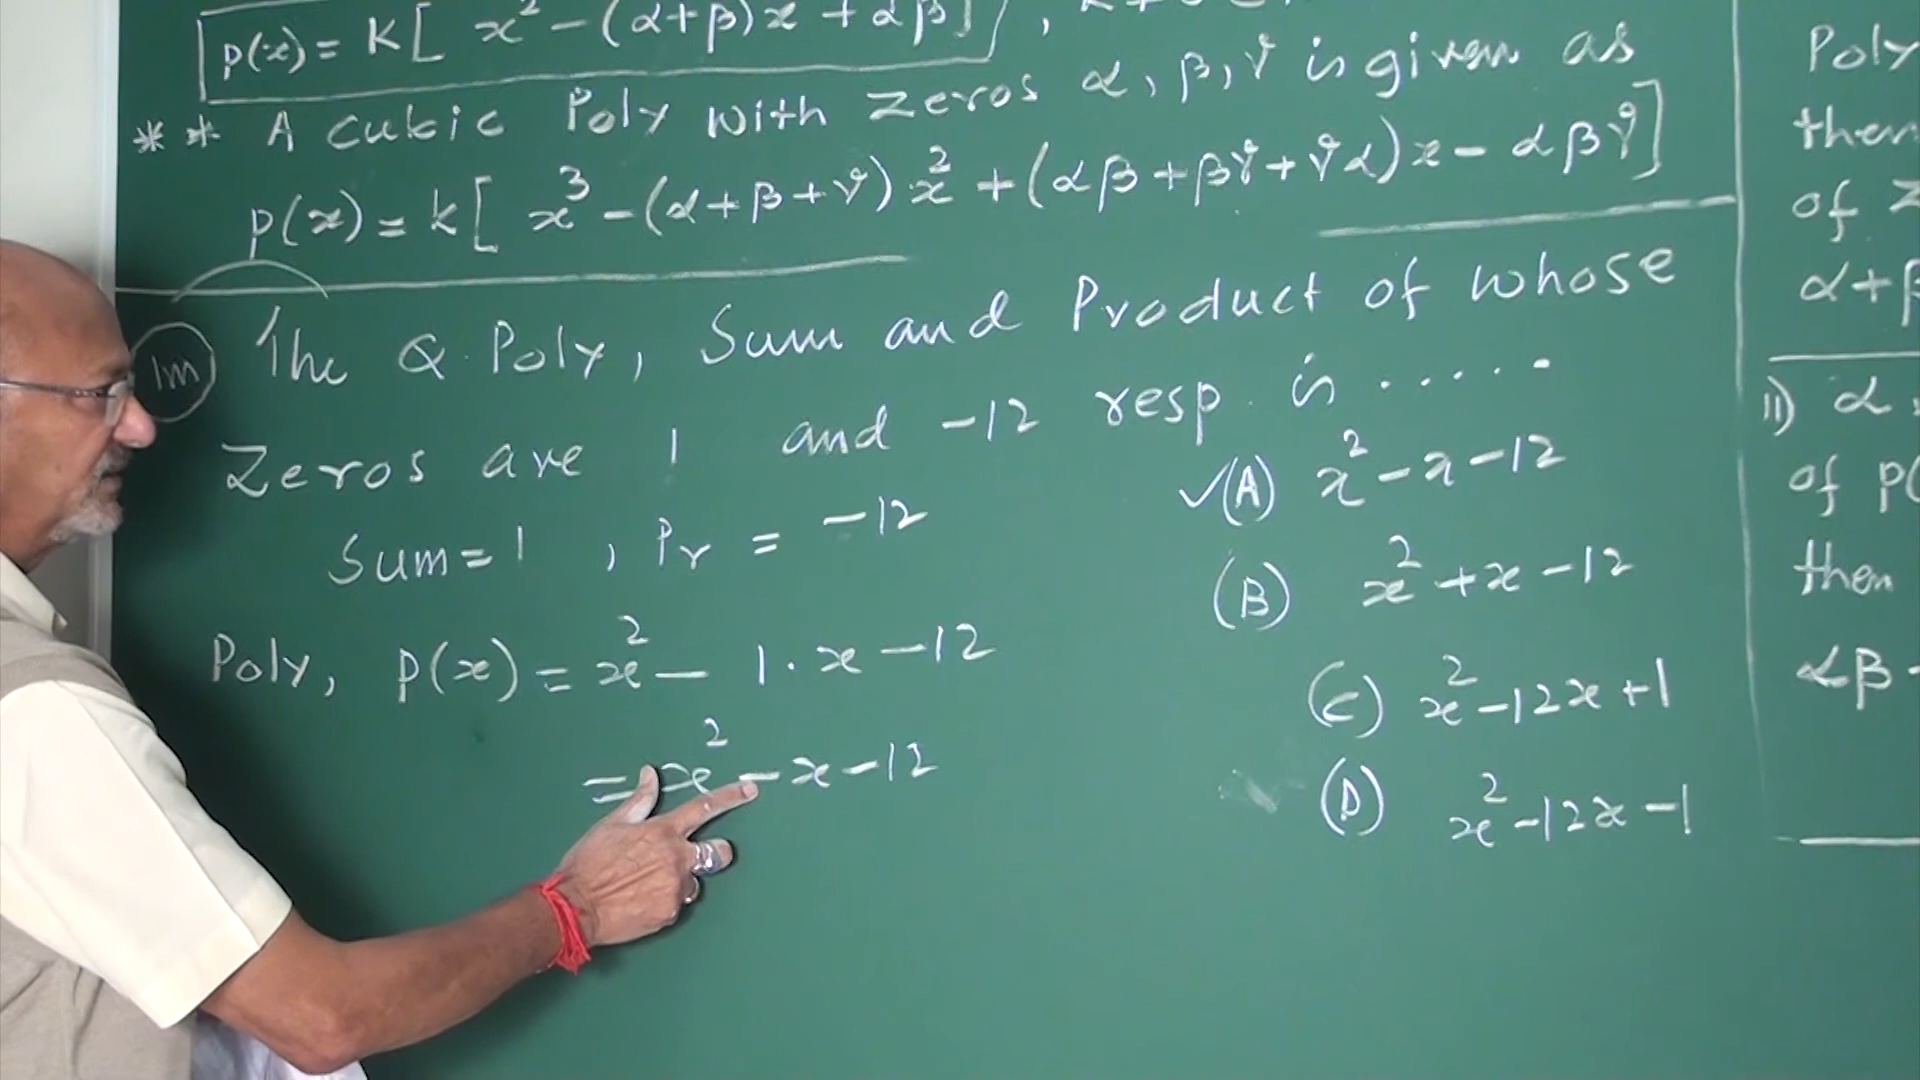 p(x) = K[ x² - (α+β)x + αβ ] ,
** A cubic Poly with zeros α, β, γ is given as
p(x) = k[ x³ - (α+β+γ) x² + (αβ+βγ+γα)x - αβγ ]
1m The Q. Poly, Sum and Product of whose
Zeros are 1 and -12 resp. is .....
Sum = 1 , Pr = -12
Poly, p(x) = x² - 1·x - 12
= x² - x - 12
✓(A) x² - x - 12
(B) x² + x - 12
(C) x² - 12x + 1
(D) x² - 12x - 1
Poly
then
of Z
α+β
ii) α,
of p(
then
αβ